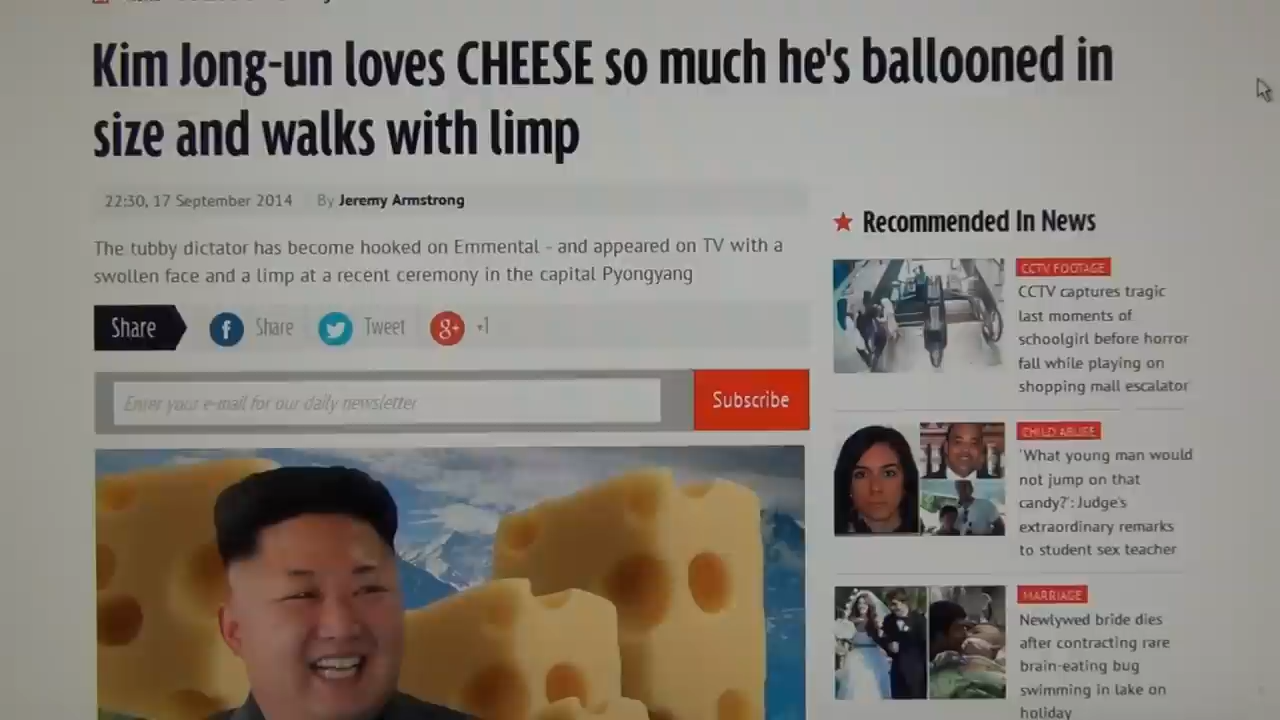 Kim Jong-un loves CHEESE so much he's ballooned in
size and walks with limp
22:30, 17 September 2014 By Jeremy Armstrong
The tubby dictator has become hooked on Emmental - and appeared on TV with a
swollen face and a limp at a recent ceremony in the capital Pyongyang
Share
f Share
Tweet
g+ +1
Enter your e-mail for our daily newsletter
Subscribe
Recommended In News
CCTV FOOTAGE
CCTV captures tragic
last moments of
schoolgirl before horror
fall while playing on
shopping mall escalator
CHILD ABUSE
'What young man would
not jump on that
candy?': Judge's
extraordinary remarks
to student sex teacher
MARRIAGE
Newlywed bride dies
after contracting rare
brain-eating bug
swimming in lake on
holiday